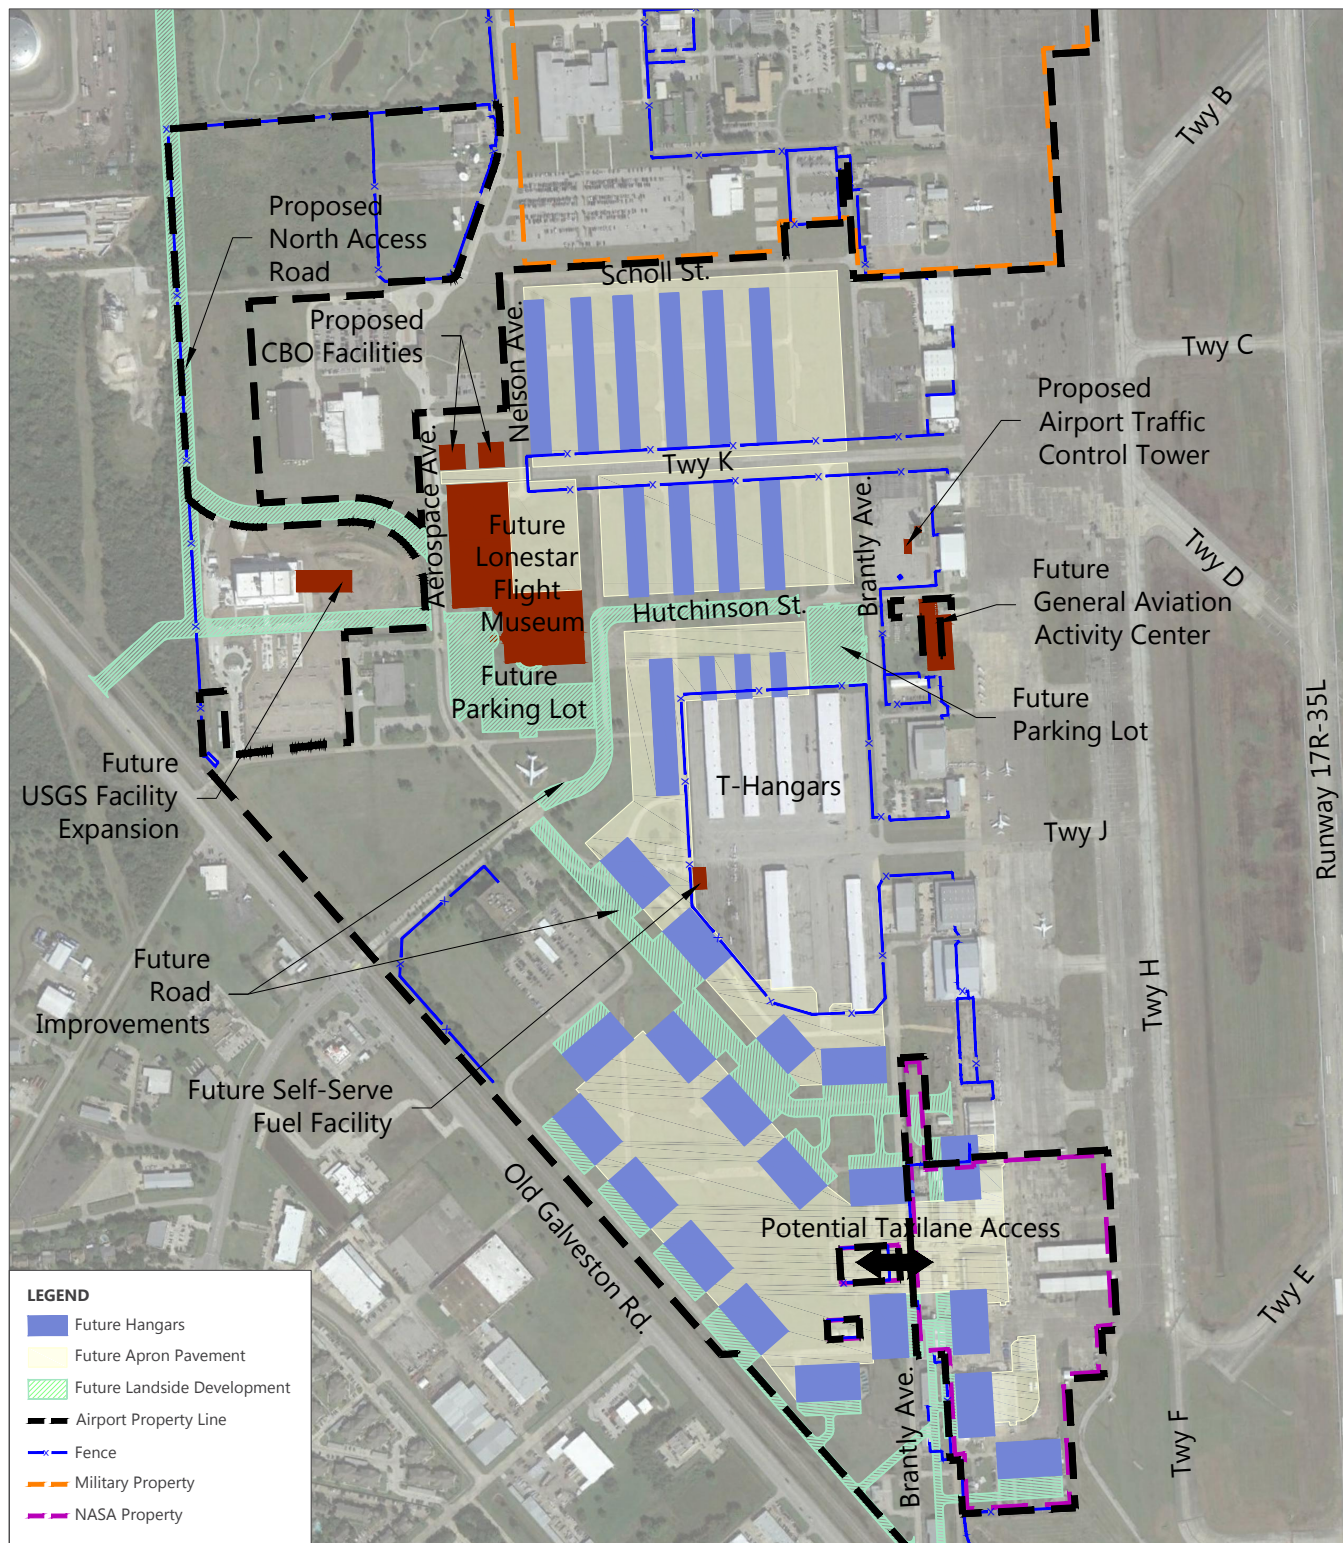 Twy B
Proposed
North Access
Road
Scholl St.
Proposed
CBO Facilities
Nelson Ave.
Twy C
Proposed
Airport Traffic
Control Tower
Aerospace Ave.
Twy K
Future
Lonestar
Flight
Museum
Brantly Ave.
Twy D
Future
General Aviation
Activity Center
Hutchinson St.
Future
Parking Lot
Future
Parking Lot
Runway 17R-35L
Future
USGS Facility
Expansion
T-Hangars
Twy J
Future
Road
Improvements
Twy H
Future Self-Serve
Fuel Facility
Old Galveston Rd.
Potential Taxilane Access
Twy E
Brantly Ave.
Twy F
LEGEND
Future Hangars
Future Apron Pavement
Future Landside Development
Airport Property Line
Fence
Military Property
NASA Property